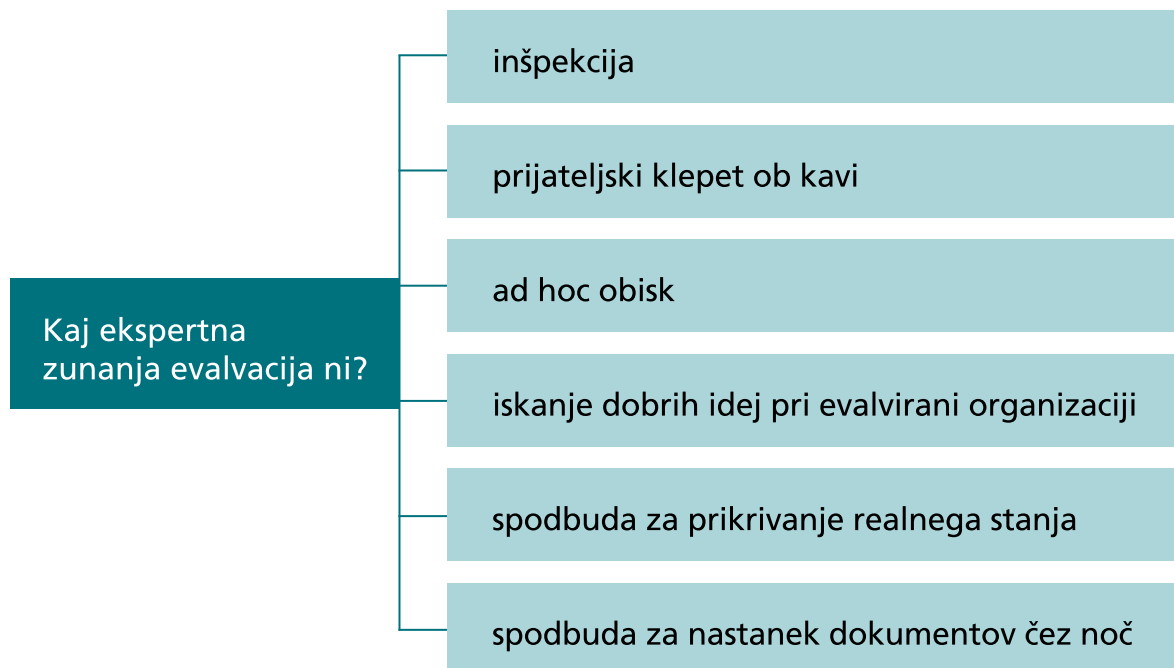 Kaj ekspertna
zunanja evalvacija ni?
inšpekcija
prijateljski klepet ob kavi
ad hoc obisk
iskanje dobrih idej pri evalvirani organizaciji
spodbuda za prikrivanje realnega stanja
spodbuda za nastanek dokumentov čez noč